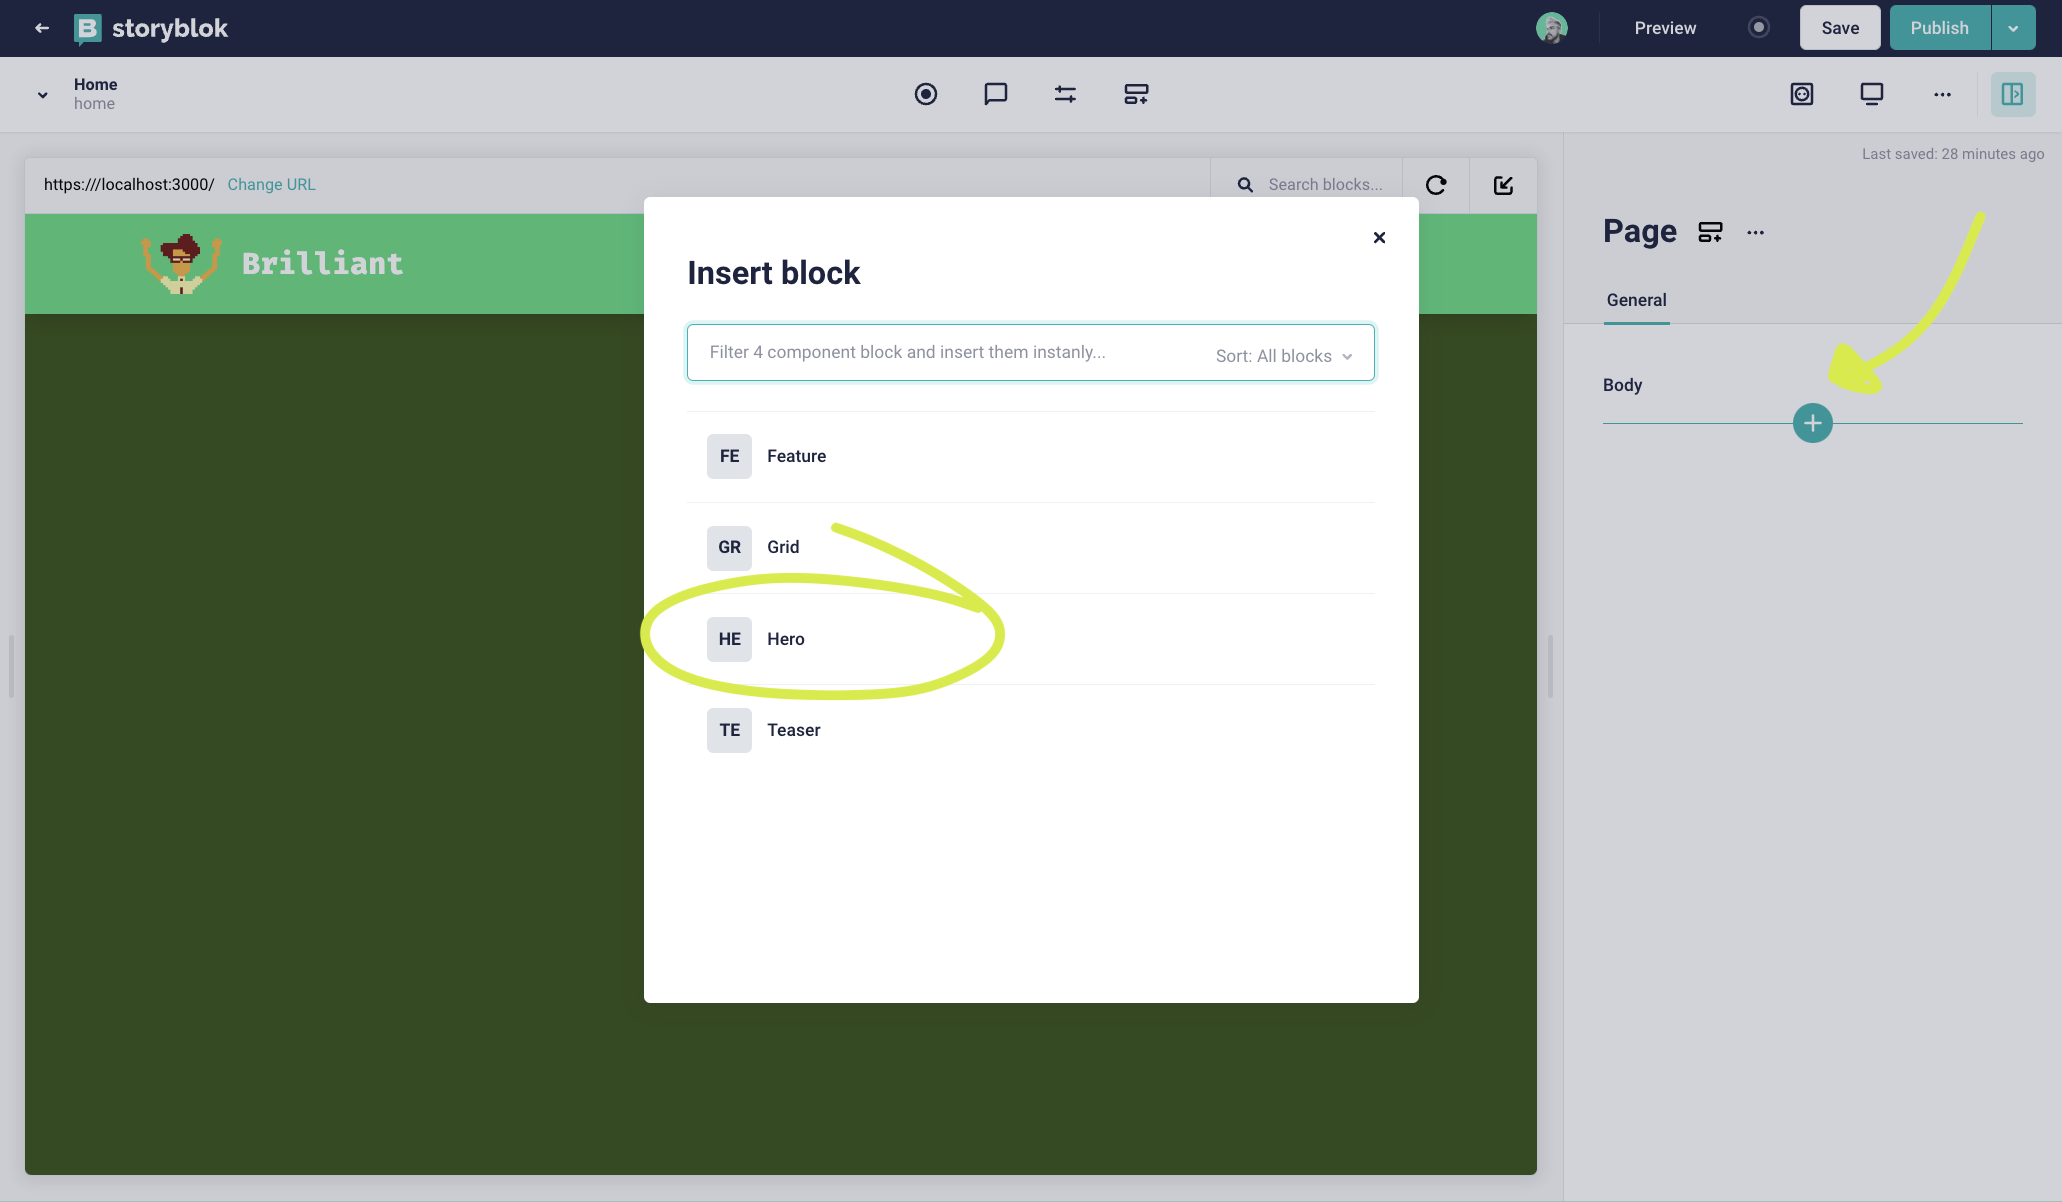 storyblok
Preview
Save
Publish
Home
home
Last saved: 28 minutes ago
https:///localhost:3000/ Change URL
Search blocks...
Brilliant
Page
General
Body
Insert block
Filter 4 component block and insert them instanly...
Sort: All blocks
FE Feature
GR Grid
HE Hero
TE Teaser